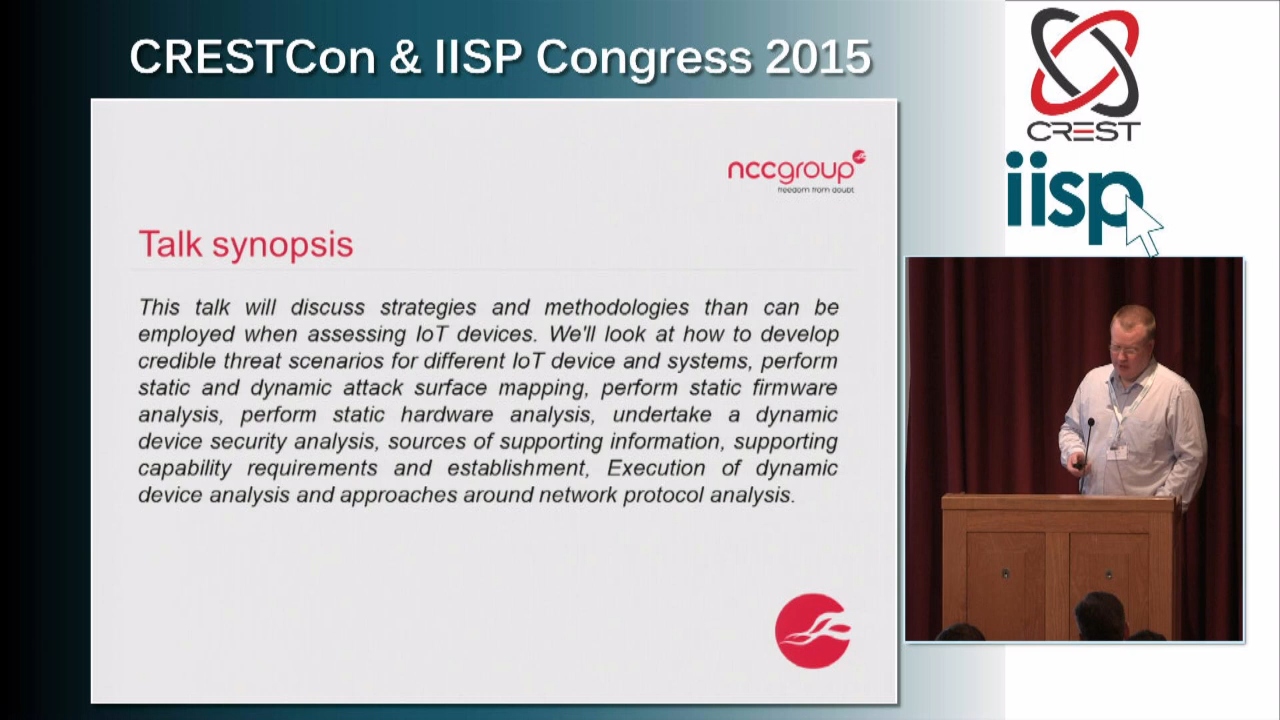 CRESTCon & IISP Congress 2015
CREST
iisp
nccgroup
freedom from doubt
Talk synopsis
This talk will discuss strategies and methodologies than can be
employed when assessing IoT devices. We'll look at how to develop
credible threat scenarios for different IoT device and systems, perform
static and dynamic attack surface mapping, perform static firmware
analysis, perform static hardware analysis, undertake a dynamic
device security analysis, sources of supporting information, supporting
capability requirements and establishment, Execution of dynamic
device analysis and approaches around network protocol analysis.